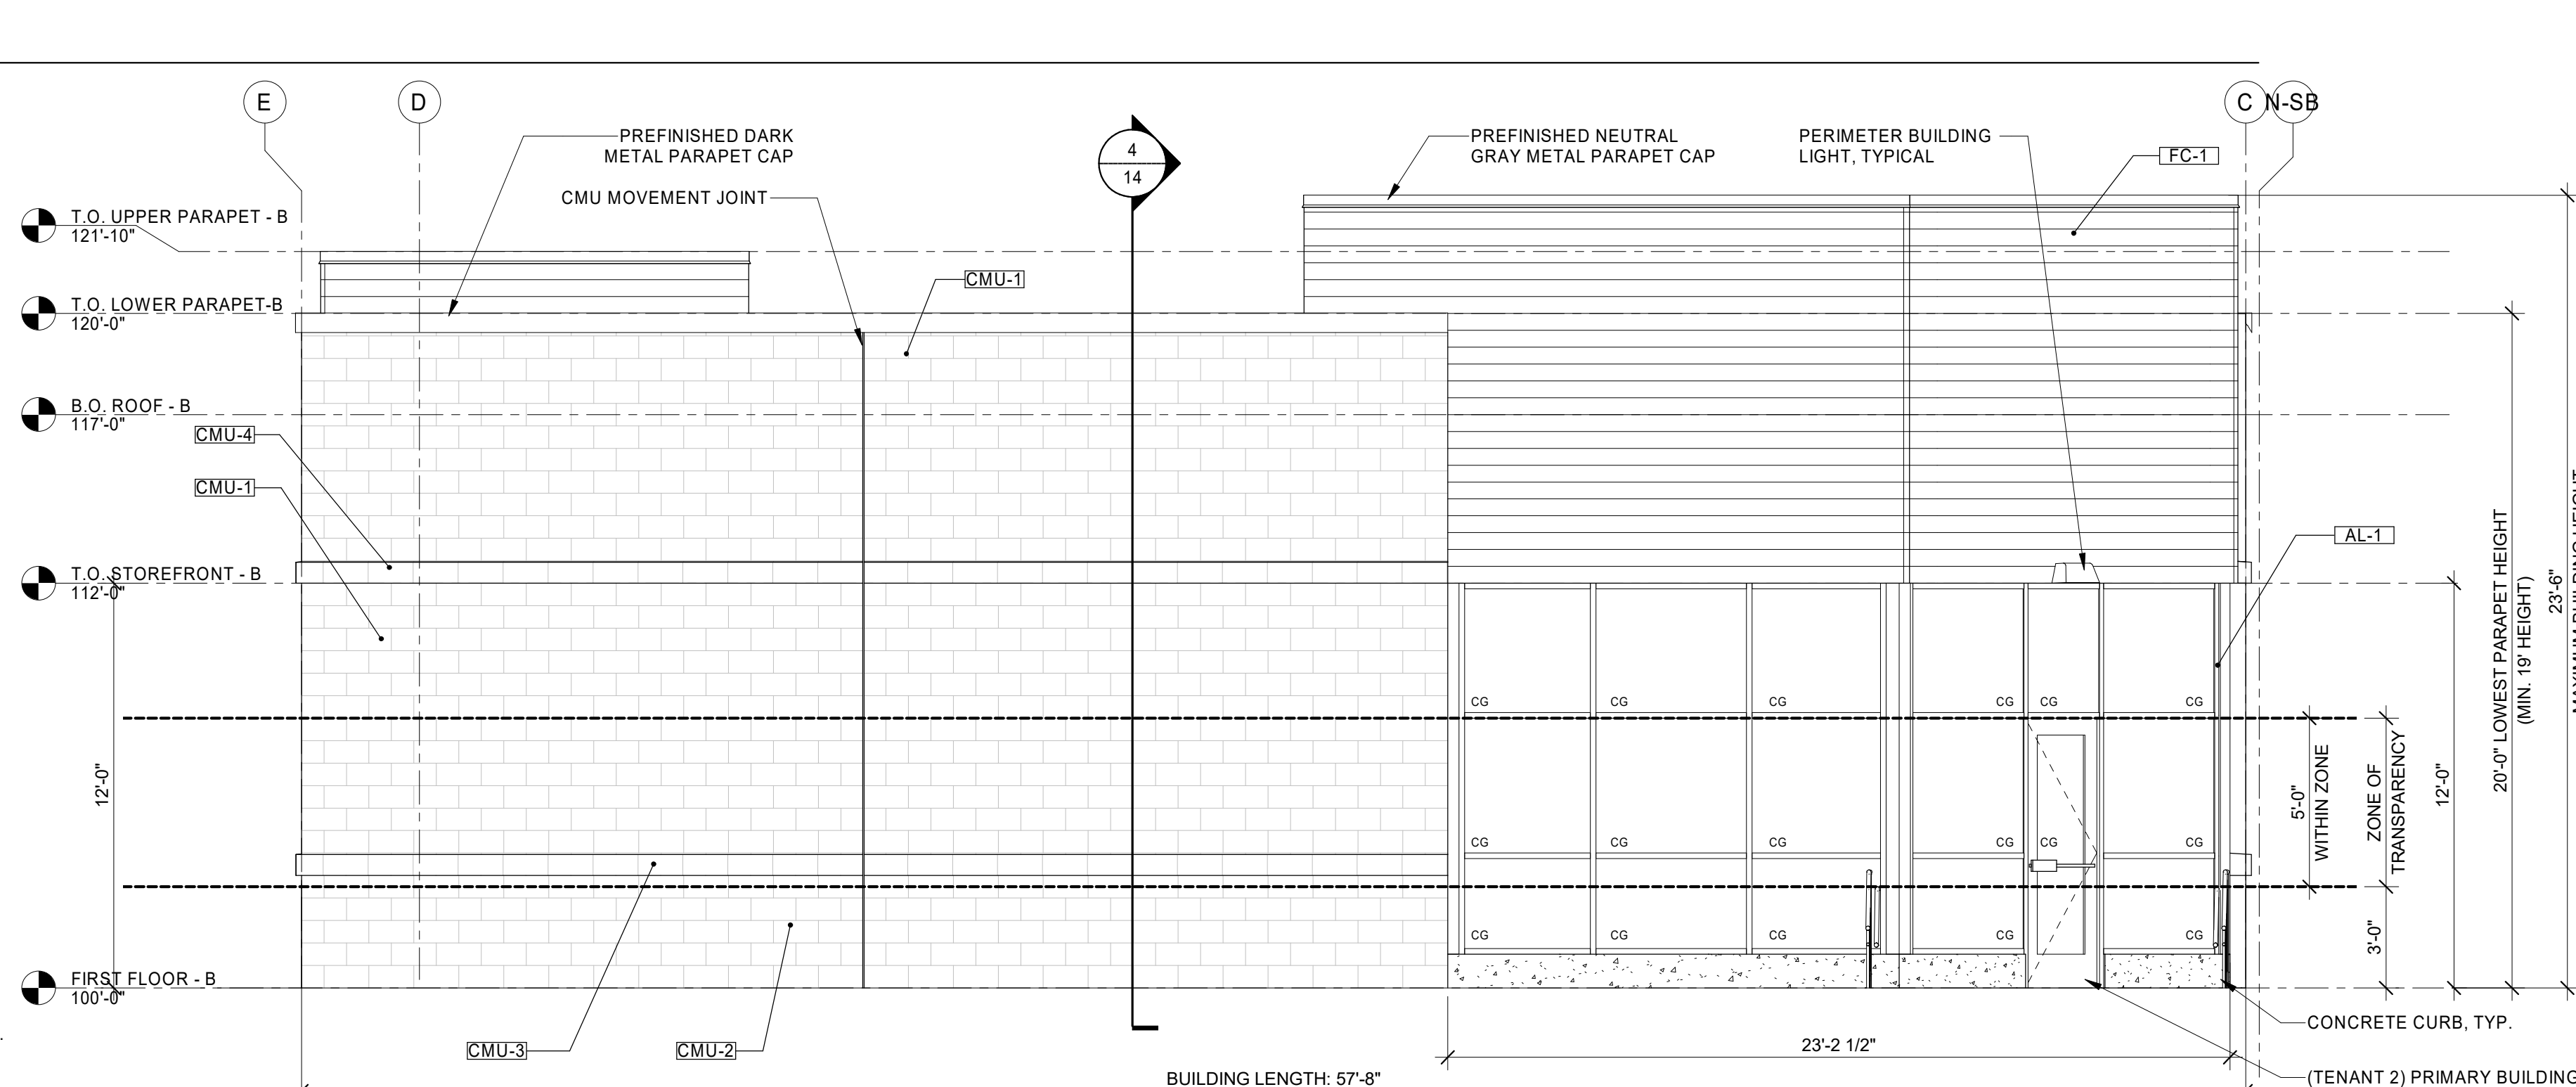 E
D
C
N-SB
PREFINISHED DARK
METAL PARAPET CAP
4
14
PREFINISHED NEUTRAL
GRAY METAL PARAPET CAP
PERIMETER BUILDING
LIGHT, TYPICAL
FC-1
CMU MOVEMENT JOINT
T.O. UPPER PARAPET - B
121'-10"
CMU-1
T.O. LOWER PARAPET-B
120'-0"
B.O. ROOF - B
117'-0"
CMU-4
CMU-1
AL-1
T.O. STOREFRONT - B
112'-0"
CG
CG
CG
CG
CG
CG
12'-0"
5'-0"
WITHIN ZONE
ZONE OF
TRANSPARENCY
12'-0"
20'-0" LOWEST PARAPET HEIGHT
(MIN. 19' HEIGHT)
23'-6"
MAXIMUM BUILDING HEIGHT
CG
CG
CG
CG
CG
CG
CG
CG
CG
CG
CG
3'-0"
FIRST FLOOR - B
100'-0"
CONCRETE CURB, TYP.
CMU-3
CMU-2
23'-2 1/2"
BUILDING LENGTH: 57'-8"
(TENANT 2) PRIMARY BUILDING